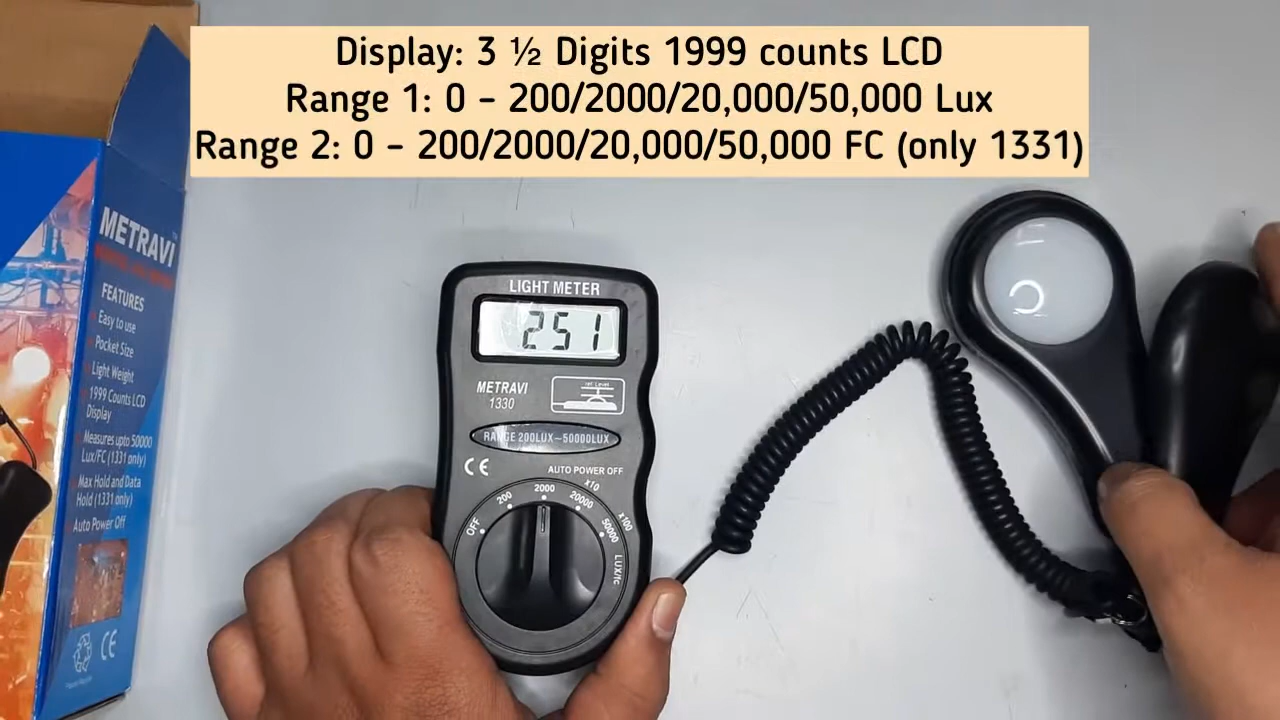 Display: 3 ½ Digits 1999 counts LCD
Range 1: 0 - 200/2000/20,000/50,000 Lux
Range 2: 0 - 200/2000/20,000/50,000 FC (only 1331)
METRAVI
FEATURES
Easy to use
Pocket Size
Light Weight
1999 Counts LCD
Display
Measures upto 50000
Lux/FC (1331 only)
Max Hold and Data
Hold (1331 only)
Auto Power Off
CE
LIGHT METER
251
METRAVI
1330
ref. Level
RANGE 200LUX~50000LUX
CE
AUTO POWER OFF
OFF
200
2000
x10
20000
x100
50000
LUX/fc